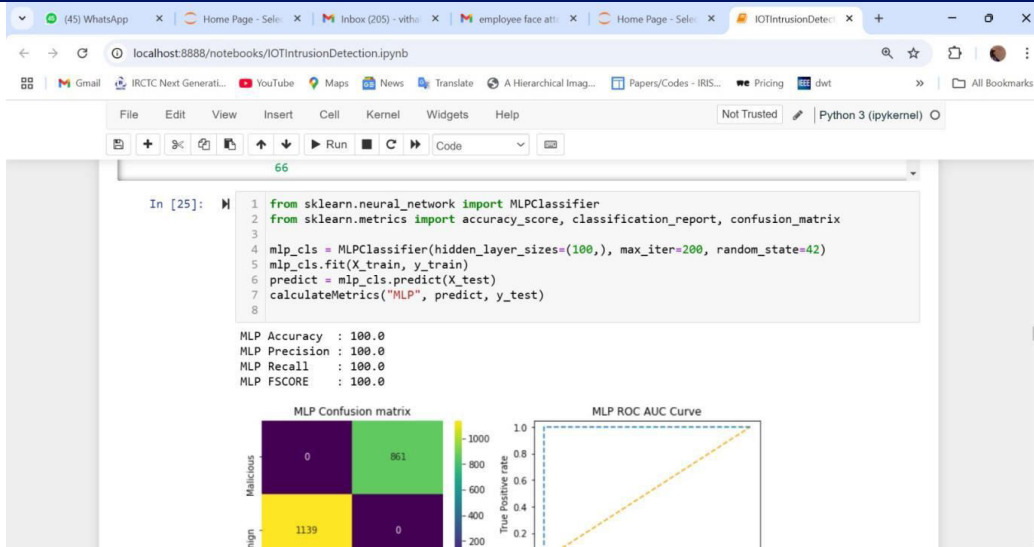 (45) WhatsApp
Home Page - Sele
Inbox (205) - vitha
employee face att
Home Page - Sele
IOTIntrusionDetect
localhost:8888/notebooks/IOTIntrusionDetection.ipynb
Gmail
IRCTC Next Generati...
YouTube
Maps
News
Translate
A Hierarchical Imag...
Papers/Codes - IRIS...
we Pricing
IEEE dwt
»
All Bookmarks
File Edit View Insert Cell Kernel Widgets Help
Not Trusted
Python 3 (ipykernel)
Run
Code
66
In [25]:
1 from sklearn.neural_network import MLPClassifier
2 from sklearn.metrics import accuracy_score, classification_report, confusion_matrix
3
4 mlp_cls = MLPClassifier(hidden_layer_sizes=(100,), max_iter=200, random_state=42)
5 mlp_cls.fit(X_train, y_train)
6 predict = mlp_cls.predict(X_test)
7 calculateMetrics("MLP", predict, y_test)
8
MLP Accuracy : 100.0
MLP Precision : 100.0
MLP Recall : 100.0
MLP FSCORE : 100.0
MLP Confusion matrix
Malicious
0
861
1139
0
1000
800
600
400
200
MLP ROC AUC Curve
True Positive rate
1.0
0.8
0.6
0.4
0.2